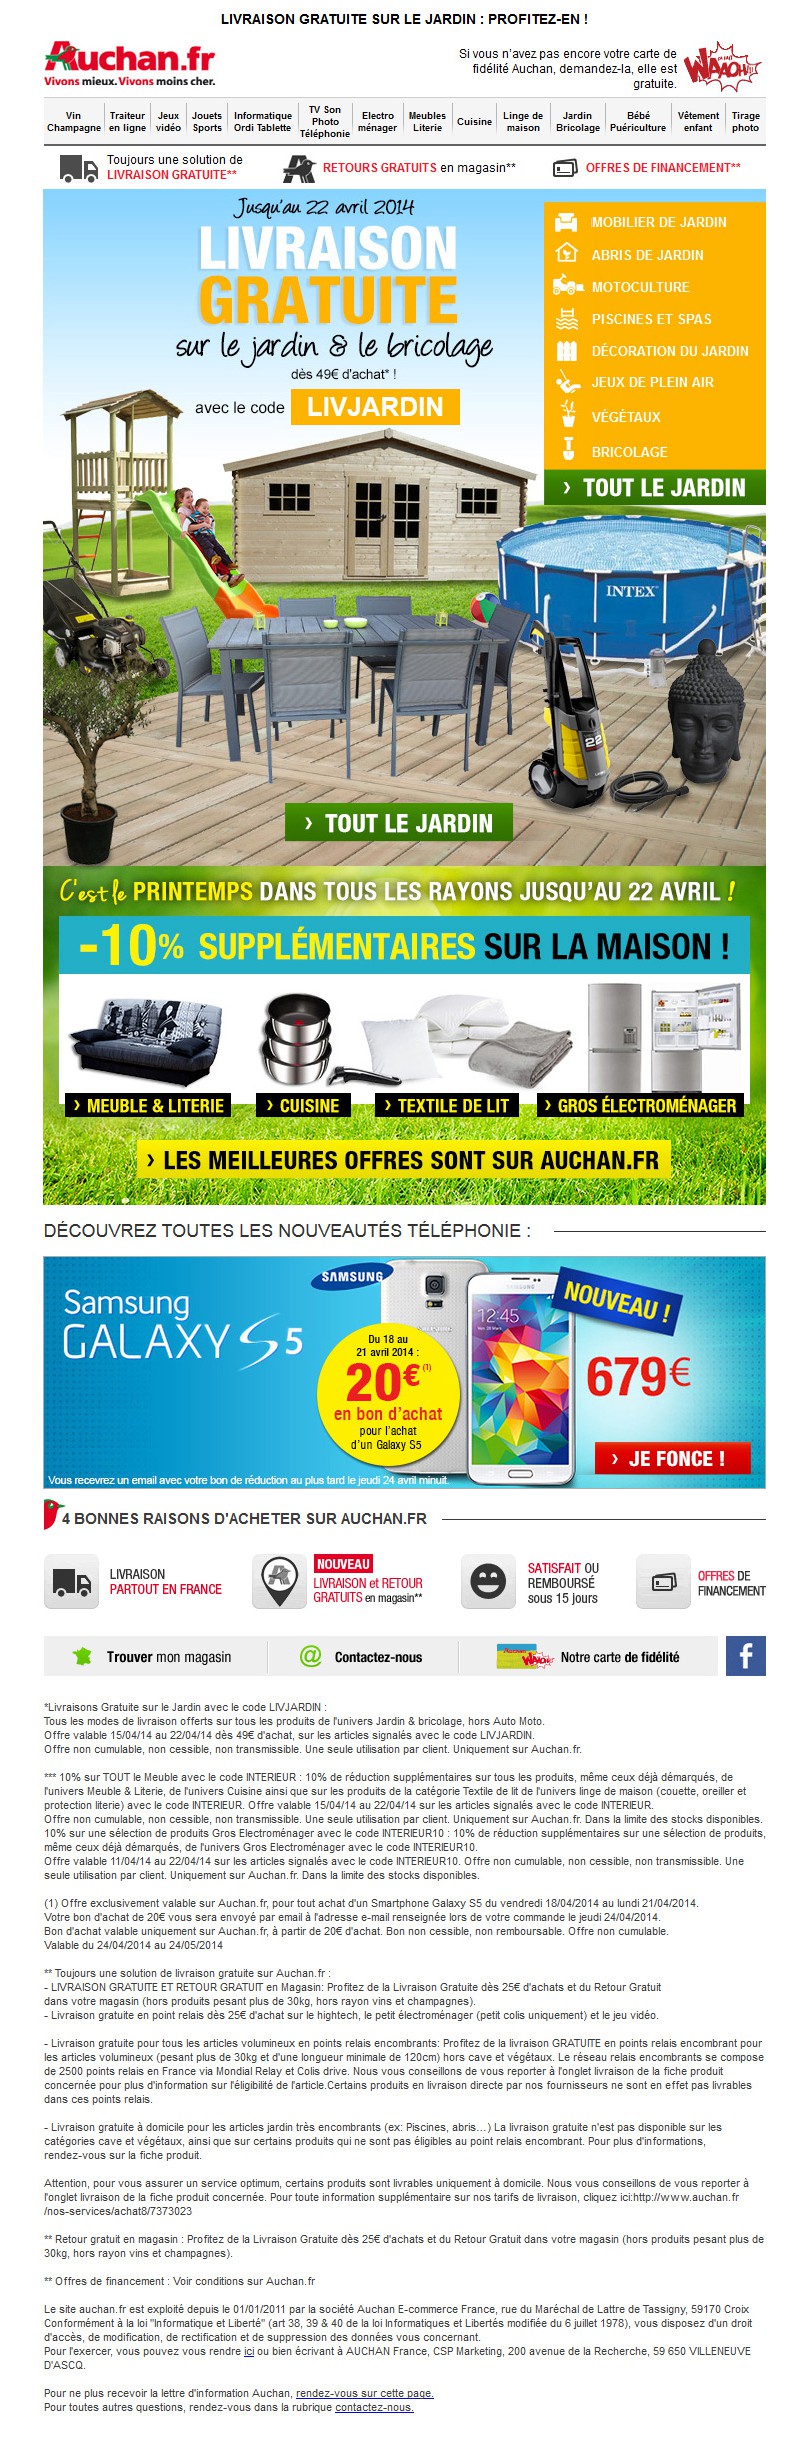 LIVRAISON GRATUITE SUR LE JARDIN : PROFITEZ-EN !
Auchan.fr
Vivons mieux. Vivons moins cher.
Si vous n'avez pas encore votre carte de
fidélité Auchan, demandez-la, elle est
gratuite.
WAAOH!!
Vin
Champagne
Traiteur
en ligne
Jeux
vidéo
Jouets
Sports
Informatique
Ordi Tablette
TV Son
Photo
Téléphonie
Electro
ménager
Meubles
Literie
Cuisine
Linge de
maison
Jardin
Bricolage
Bébé
Puériculture
Vêtement
enfant
Tirage
photo
Toujours une solution de
LIVRAISON GRATUITE**
RETOURS GRATUITS en magasin**
OFFRES DE FINANCEMENT**
Jusqu'au 22 avril 2014
LIVRAISON
GRATUITE
sur le jardin & le bricolage
dès 49€ d'achat* !
avec le code LIVJARDIN
MOBILIER DE JARDIN
ABRIS DE JARDIN
MOTOCULTURE
PISCINES ET SPAS
DÉCORATION DU JARDIN
JEUX DE PLEIN AIR
VÉGÉTAUX
BRICOLAGE
› TOUT LE JARDIN
INTEX
22
› TOUT LE JARDIN
C'est le PRINTEMPS DANS TOUS LES RAYONS JUSQU'AU 22 AVRIL !
-10% SUPPLÉMENTAIRES SUR LA MAISON !
› MEUBLE & LITERIE
› CUISINE
› TEXTILE DE LIT
› GROS ÉLECTROMÉNAGER
› LES MEILLEURES OFFRES SONT SUR AUCHAN.FR
DÉCOUVREZ TOUTES LES NOUVEAUTÉS TÉLÉPHONIE :
Samsung
GALAXY S5
SAMSUNG
Du 18 au
21 avril 2014 :
20€(1)
en bon d'achat
pour l'achat
d'un Galaxy S5
SAMSUNG
12:45
NOUVEAU !
679€
› JE FONCE !
Vous recevrez un email avec votre bon de réduction au plus tard le jeudi 24 avril minuit.
4 BONNES RAISONS D'ACHETER SUR AUCHAN.FR
LIVRAISON
PARTOUT EN FRANCE
NOUVEAU
LIVRAISON et RETOUR
GRATUITS en magasin**
SATISFAIT OU
REMBOURSÉ
sous 15 jours
OFFRES DE
FINANCEMENT
Trouver mon magasin
@ Contactez-nous
Auchan WAAOH!! Notre carte de fidélité
f
*Livraisons Gratuite sur le Jardin avec le code LIVJARDIN :
Tous les modes de livraison offerts sur tous les produits de l'univers Jardin & bricolage, hors Auto Moto.
Offre valable 15/04/14 au 22/04/14 dès 49€ d'achat, sur les articles signalés avec le code LIVJARDIN.
Offre non cumulable, non cessible, non transmissible. Une seule utilisation par client. Uniquement sur Auchan.fr.
*** 10% sur TOUT le Meuble avec le code INTERIEUR : 10% de réduction supplémentaires sur tous les produits, même ceux déjà démarqués, de
l'univers Meuble & Literie, de l'univers Cuisine ainsi que sur les produits de la catégorie Textile de lit de l'univers linge de maison (couette, oreiller et
protection literie) avec le code INTERIEUR. Offre valable 15/04/14 au 22/04/14 sur les articles signalés avec le code INTERIEUR.
Offre non cumulable, non cessible, non transmissible. Une seule utilisation par client. Uniquement sur Auchan.fr. Dans la limite des stocks disponibles.
10% sur une sélection de produits Gros Electroménager avec le code INTERIEUR10 : 10% de réduction supplémentaires sur une sélection de produits,
même ceux déjà démarqués, de l'univers Gros Electroménager avec le code INTERIEUR10.
Offre valable 11/04/14 au 22/04/14 sur les articles signalés avec le code INTERIEUR10. Offre non cumulable, non cessible, non transmissible. Une
seule utilisation par client. Uniquement sur Auchan.fr. Dans la limite des stocks disponibles.
(1) Offre exclusivement valable sur Auchan.fr, pour tout achat d'un Smartphone Galaxy S5 du vendredi 18/04/2014 au lundi 21/04/2014.
Votre bon d'achat de 20€ vous sera envoyé par email à l'adresse e-mail renseignée lors de votre commande le jeudi 24/04/2014.
Bon d'achat valable uniquement sur Auchan.fr, à partir de 20€ d'achat. Bon non cessible, non remboursable. Offre non cumulable.
Valable du 24/04/2014 au 24/05/2014
** Toujours une solution de livraison gratuite sur Auchan.fr :
- LIVRAISON GRATUITE ET RETOUR GRATUIT en Magasin: Profitez de la Livraison Gratuite dès 25€ d'achats et du Retour Gratuit
dans votre magasin (hors produits pesant plus de 30kg, hors rayon vins et champagnes).
- Livraison gratuite en point relais dès 25€ d'achat sur le hightech, le petit électroménager (petit colis uniquement) et le jeu vidéo.
- Livraison gratuite pour tous les articles volumineux en points relais encombrants: Profitez de la livraison GRATUITE en points relais encombrant pour
les articles volumineux (pesant plus de 30kg et d'une longueur minimale de 120cm) hors cave et végétaux. Le réseau relais encombrants se compose
de 2500 points relais en France via Mondial Relay et Colis drive. Nous vous conseillons de vous reporter à l'onglet livraison de la fiche produit
concernée pour plus d'information sur l'éligibilité de l'article.Certains produits en livraison directe par nos fournisseurs ne sont en effet pas livrables
dans ces points relais.
- Livraison gratuite à domicile pour les articles jardin très encombrants (ex: Piscines, abris...) La livraison gratuite n'est pas disponible sur les
catégories cave et végétaux, ainsi que sur certains produits qui ne sont pas éligibles au point relais encombrant. Pour plus d'informations,
rendez-vous sur la fiche produit.
Attention, pour vous assurer un service optimum, certains produits sont livrables uniquement à domicile. Nous vous conseillons de vous reporter à
l'onglet livraison de la fiche produit concernée. Pour toute information supplémentaire sur nos tarifs de livraison, cliquez ici:http://www.auchan.fr
/nos-services/achat8/7373023
** Retour gratuit en magasin : Profitez de la Livraison Gratuite dès 25€ d'achats et du Retour Gratuit dans votre magasin (hors produits pesant plus de
30kg, hors rayon vins et champagnes).
** Offres de financement : Voir conditions sur Auchan.fr
Le site auchan.fr est exploité depuis le 01/01/2011 par la société Auchan E-commerce France, rue du Maréchal de Lattre de Tassigny, 59170 Croix
Conformément à la loi "Informatique et Liberté" (art 38, 39 & 40 de la loi Informatiques et Libertés modifiée du 6 juillet 1978), vous disposez d'un droit
d'accès, de modification, de rectification et de suppression des données vous concernant.
Pour l'exercer, vous pouvez vous rendre ici ou bien écrivant à AUCHAN France, CSP Marketing, 200 avenue de la Recherche, 59 650 VILLENEUVE
D'ASCQ.
Pour ne plus recevoir la lettre d'information Auchan, rendez-vous sur cette page.
Pour toutes autres questions, rendez-vous dans la rubrique contactez-nous.